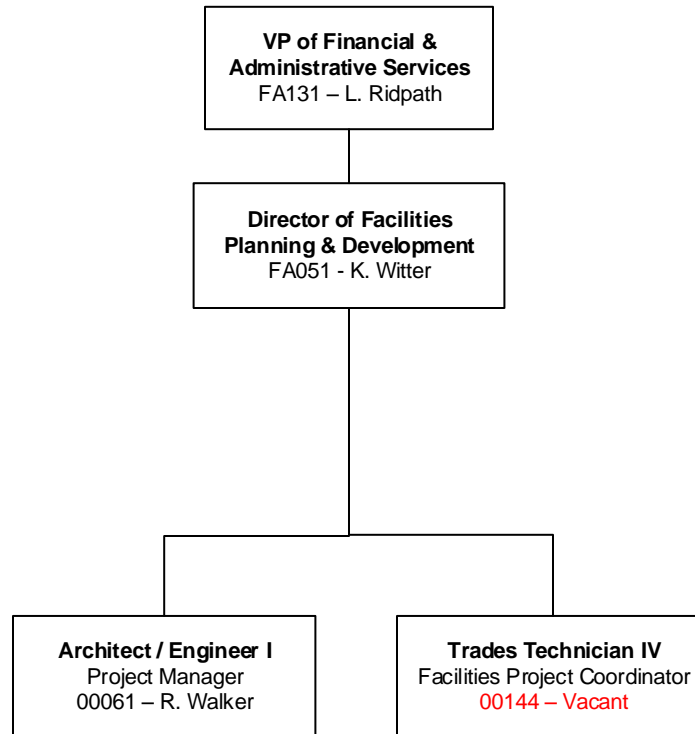 VP of Financial &
Administrative Services
FA131 – L. Ridpath
Director of Facilities
Planning & Development
FA051 - K. Witter
Architect / Engineer I
Project Manager
00061 – R. Walker
Trades Technician IV
Facilities Project Coordinator
00144 – Vacant